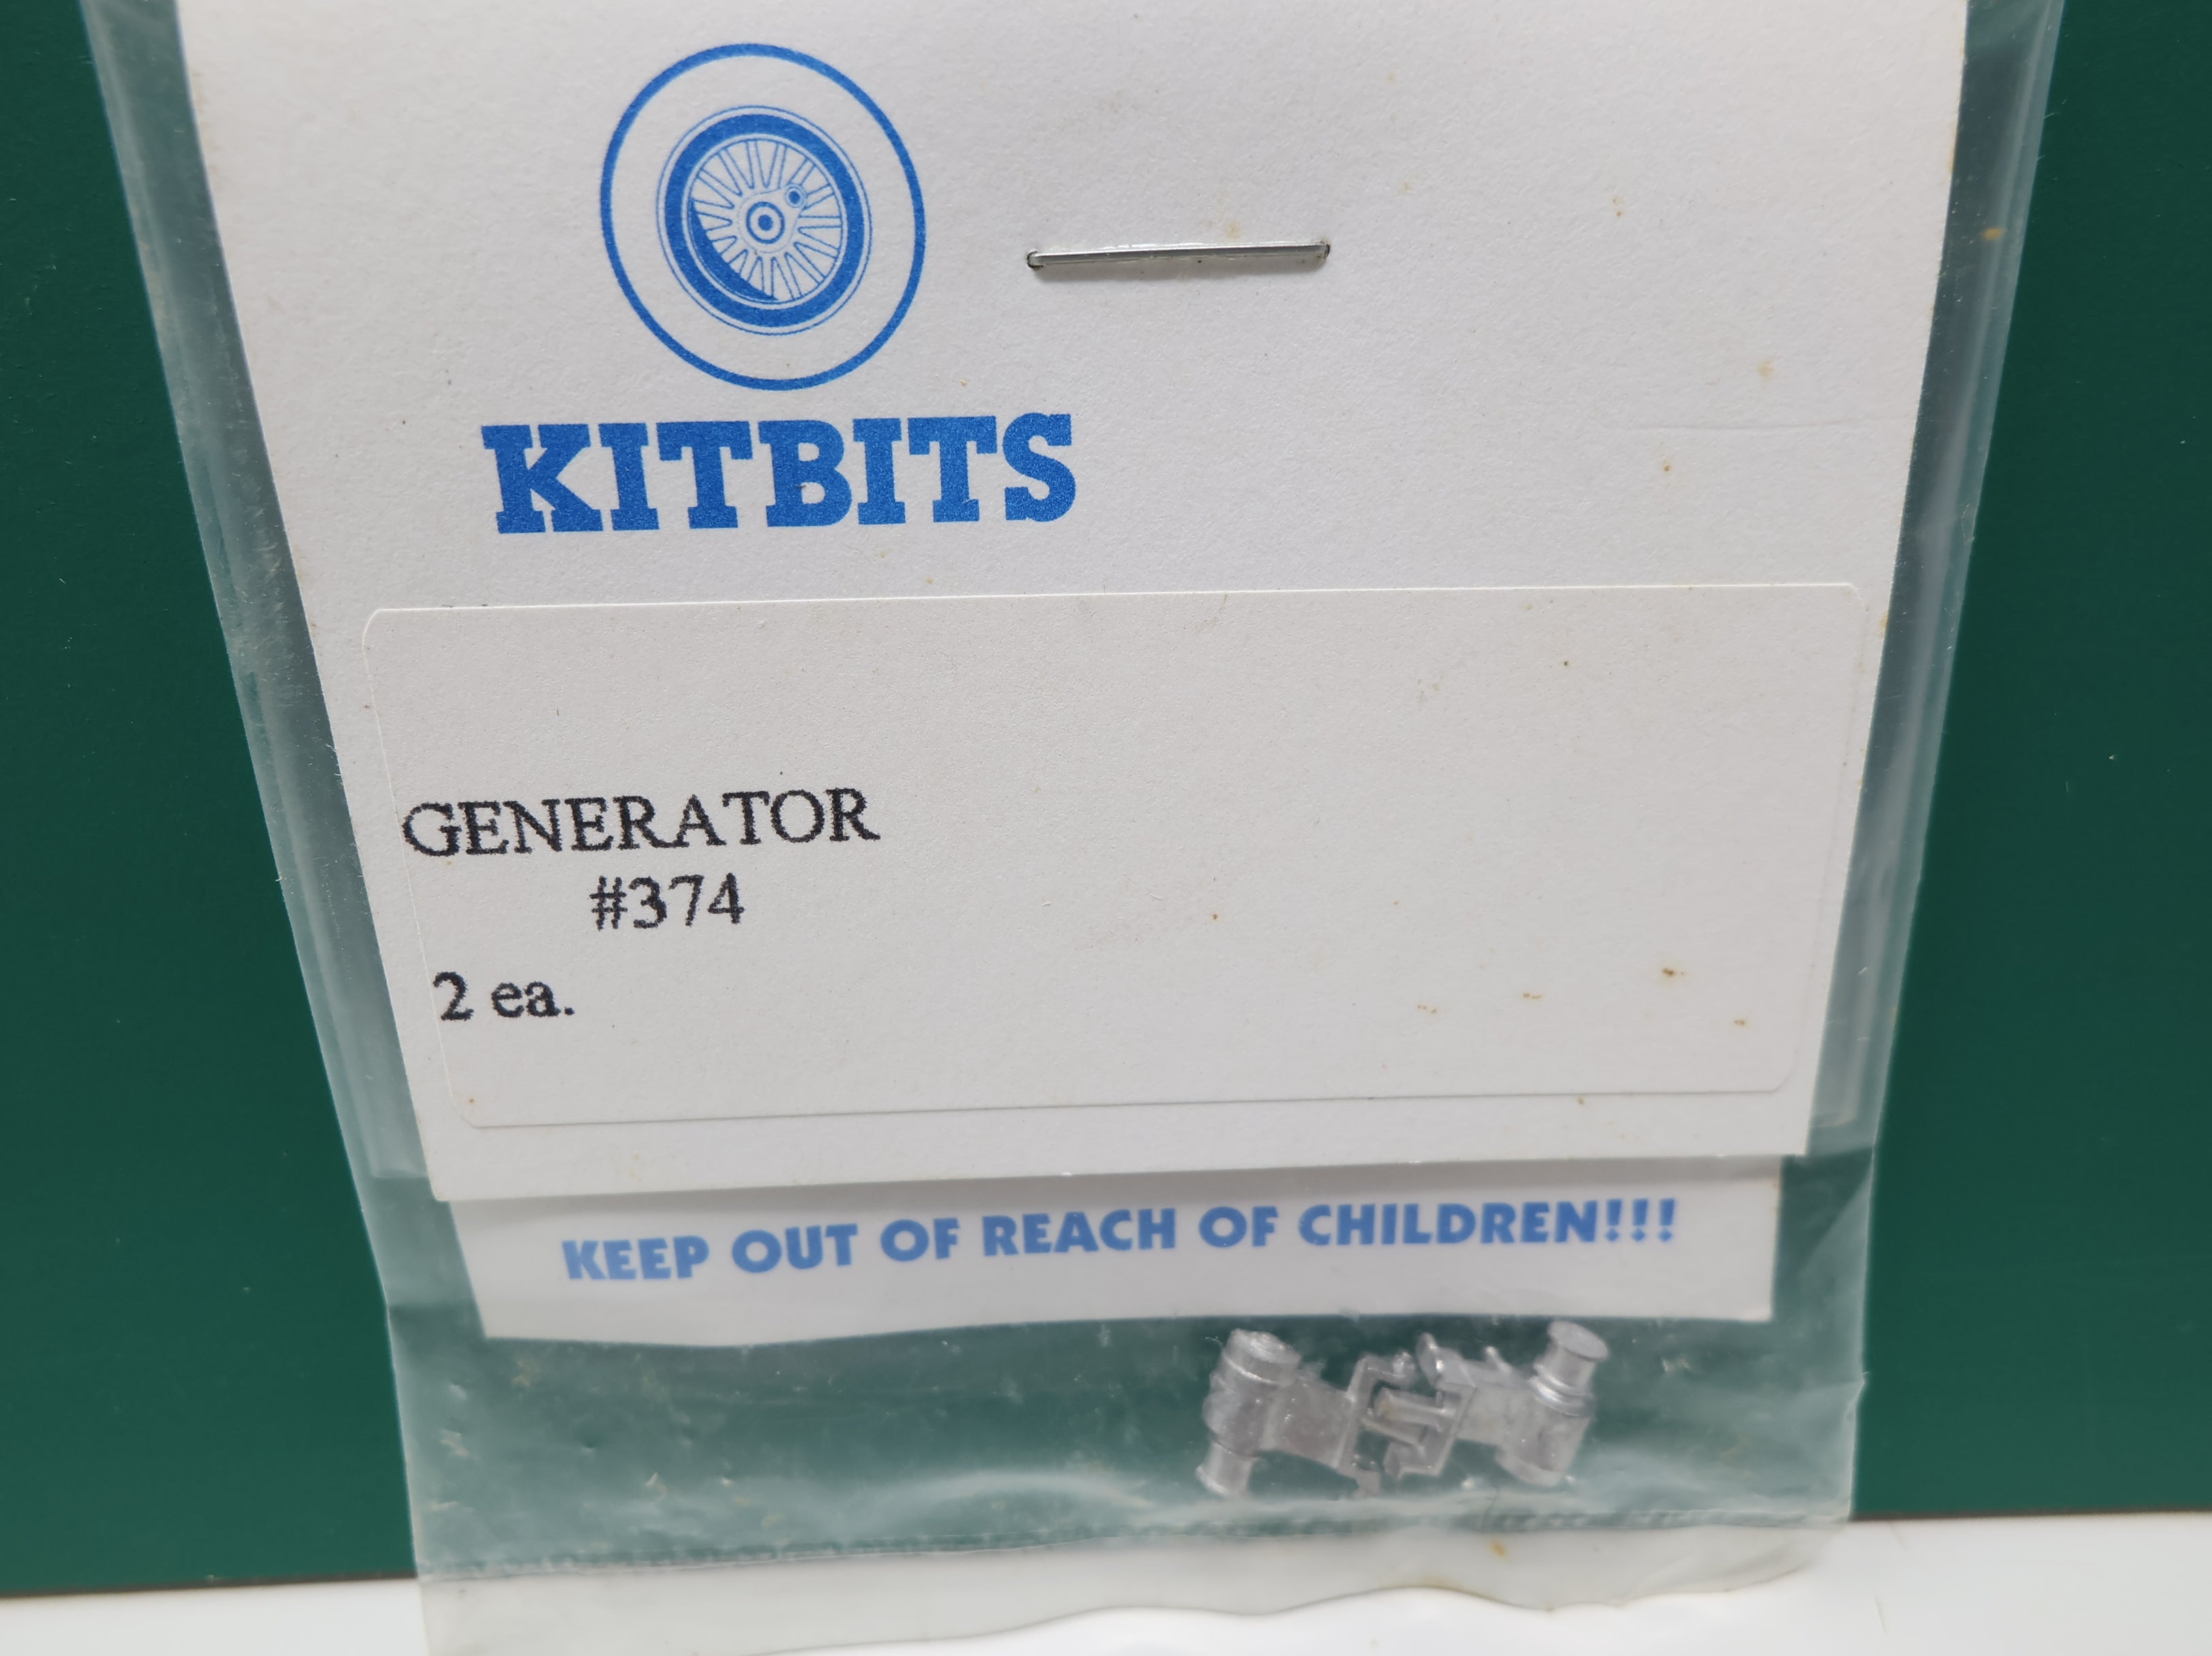 KITBITS
GENERATOR
#374
2 ea.
KEEP OUT OF REACH OF CHILDREN!!!